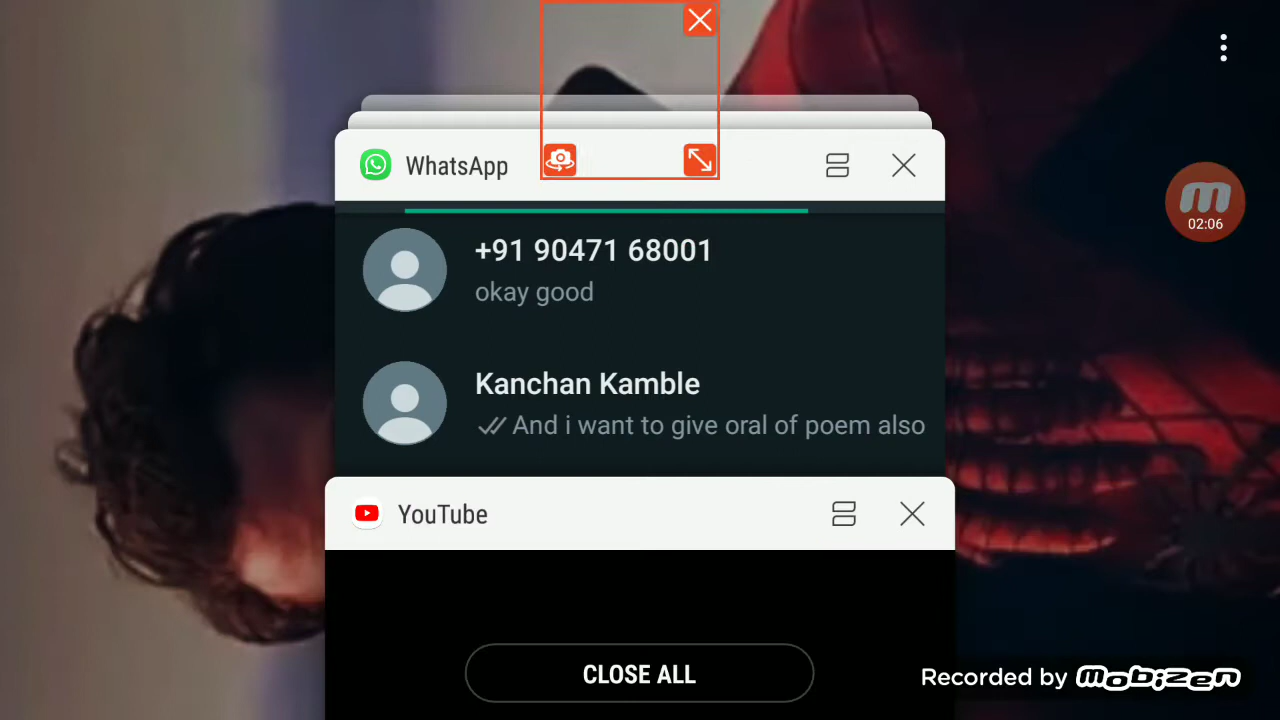 WhatsApp
02:06
+91 90471 68001
okay good
Kanchan Kamble
And i want to give oral of poem also
YouTube
CLOSE ALL
Recorded by mobizen